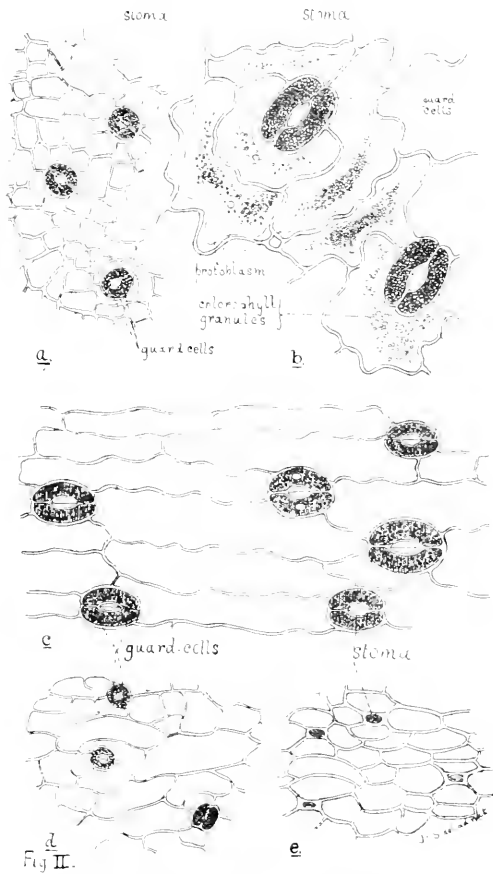 stoma
stoma
guard
cells
protoplasm
chlorophyll
granules
guard cells
a.
b
c
guard-cells
stoma
d
e.
Fig II.